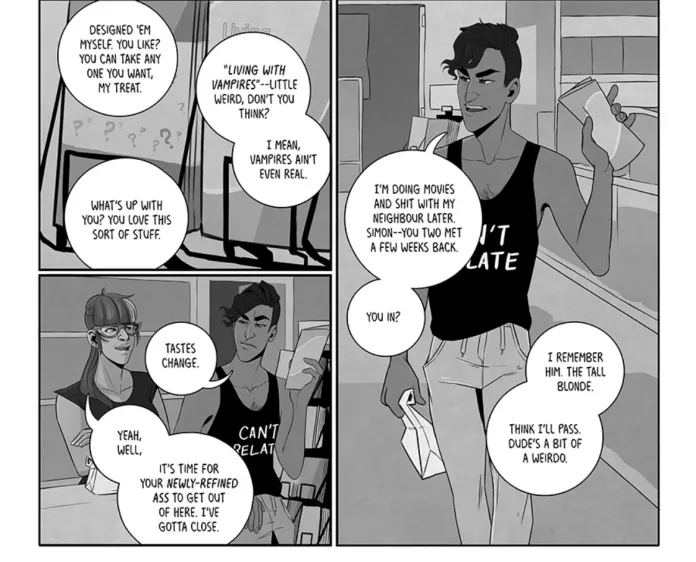 DESIGNED 'EM
MYSELF. YOU LIKE?
YOU CAN TAKE ANY
ONE YOU WANT,
MY TREAT.
Living
"LIVING WITH
VAMPIRES"--LITTLE
WEIRD, DON'T YOU
THINK?
I MEAN,
VAMPIRES AIN'T
EVEN REAL.
? ? ? ? ?
WHAT'S UP WITH
YOU? YOU LOVE THIS
SORT OF STUFF.
TASTES
CHANGE.
CAN'T
RELAT
YEAH,
WELL,
IT'S TIME FOR
YOUR NEWLY-REFINED
ASS TO GET OUT
OF HERE. I'VE
GOTTA CLOSE.
I'M DOING MOVIES
AND SHIT WITH MY
NEIGHBOUR LATER.
SIMON--YOU TWO MET
A FEW WEEKS BACK.
N'T
LATE
YOU IN?
I REMEMBER
HIM. THE TALL
BLONDE.
THINK I'LL PASS.
DUDE'S A BIT OF
A WEIRDO.